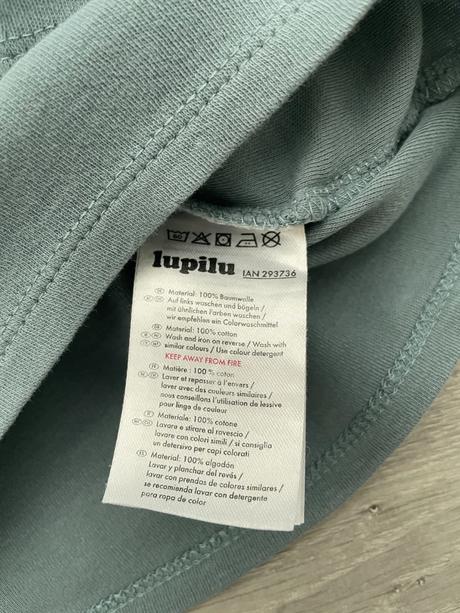 60
lupilu IAN 293736
Material: 100% Baumwolle
Auf links waschen und bügeln /
mit ähnlichen Farben waschen /
wir empfehlen ein Colorwaschmittel
Material: 100% cotton
Wash and iron on reverse / Wash with
similar colours / Use colour detergent
KEEP AWAY FROM FIRE
Matière : 100 % coton
Laver et repasser à l'envers /
laver avec des couleurs similaires /
nous conseillons l'utilisation de lessive
pour linge de couleur
Materiale: 100% cotone
Lavare e stirare al rovescio /
lavare con colori simili / si consiglia
un detersivo per capi colorati
Material: 100% algodón
Lavar y planchar del revés /
lavar con prendas de colores similares /
se recomienda lavar con detergente
para ropa de color